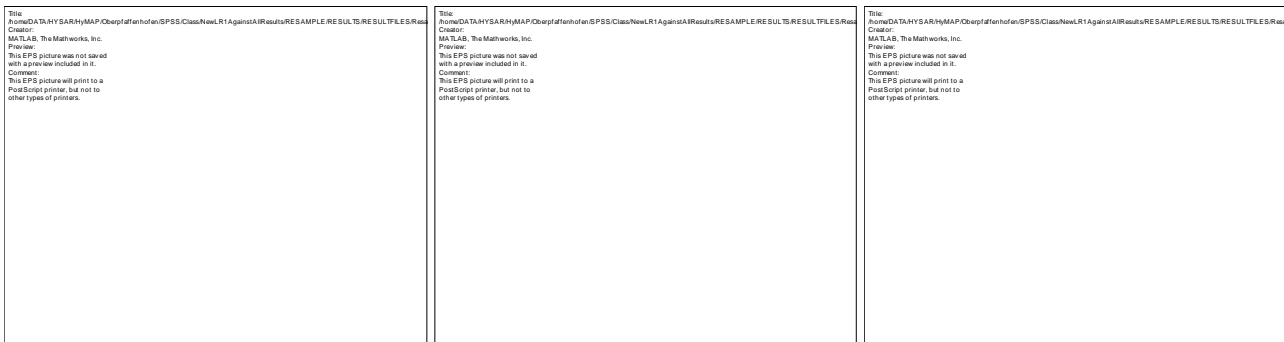 Title:
/home/DATA/HYSAR/HyMAP/Oberpfaffenhofen/SPSS/Class/NewLR1AgainstAllResults/RESAMPLE/RESULTS/RESULTFILES/Resa
Creator:
MATLAB, The Mathworks, Inc.
Preview:
This EPS picture was not saved
with a preview included in it.
Comment:
This EPS picture will print to a
PostScript printer, but not to
other types of printers.
Title:
/home/DATA/HYSAR/HyMAP/Oberpfaffenhofen/SPSS/Class/NewLR1AgainstAllResults/RESAMPLE/RESULTS/RESULTFILES/Resa
Creator:
MATLAB, The Mathworks, Inc.
Preview:
This EPS picture was not saved
with a preview included in it.
Comment:
This EPS picture will print to a
PostScript printer, but not to
other types of printers.
Title:
/home/DATA/HYSAR/HyMAP/Oberpfaffenhofen/SPSS/Class/NewLR1AgainstAllResults/RESAMPLE/RESULTS/RESULTFILES/Resa
Creator:
MATLAB, The Mathworks, Inc.
Preview:
This EPS picture was not saved
with a preview included in it.
Comment:
This EPS picture will print to a
PostScript printer, but not to
other types of printers.